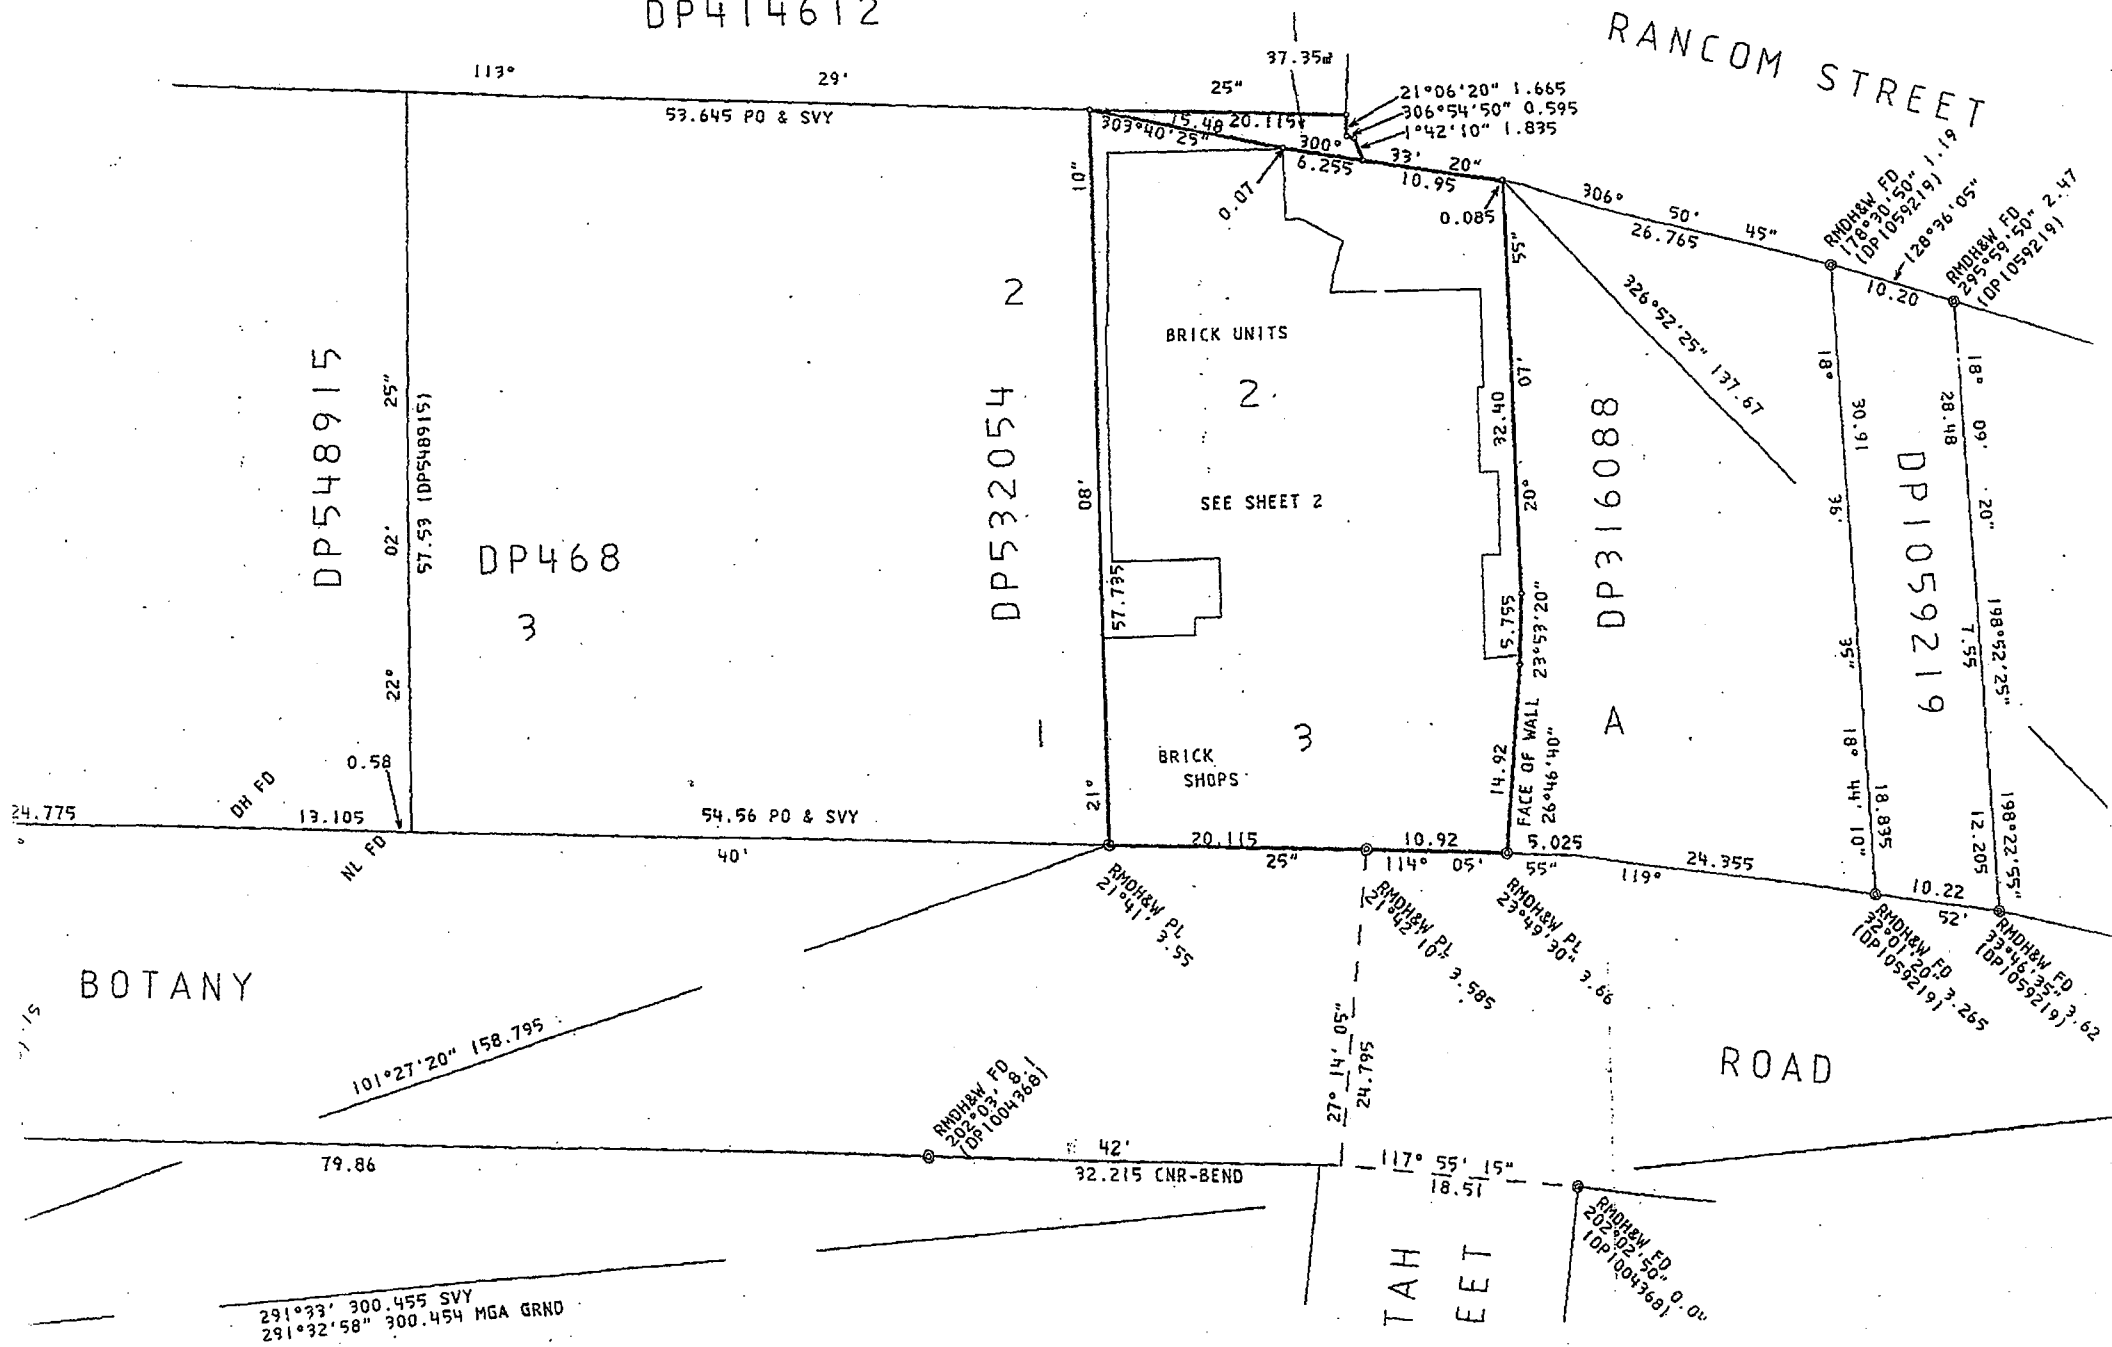 DP414612
RANCOM STREET
113°
29'
25"
53.645 PO & SVY
37.35㎡
21°06'20" 1.665
306°54'50" 0.595
1°42'10" 1.835
15.48
20.115
303°40'25"
300°
33'
20"
6.255
10.95
0.07
0.085
306°
50'
45"
26.765
RMDH&W FD
178°30'50" 1.19
(DP1059219)
128°36'05"
10.20
RMDH&W FD
295°59'50" 2.47
(DP1059219)
326°52'25" 137.67
DP548915
22°
02'
25"
57.53 (DP548915)
DP468
3
2
DP532054
1
21°
08'
10"
57.735
BRICK UNITS
2
SEE SHEET 2
BRICK
SHOPS
3
55"
07'
20°
32.40
5.755
23°53'20"
14.92
FACE OF WALL
26°49'40"
DP316088
A
18°
36'
35"
30.91
18° 44' 10"
18.835
DP1059219
18°
09'
20"
28.48
198°52'25"
7.55
198°22'55"
12.205
0.58
DH FD
NL FD
24.775
13.105
54.56 PO & SVY
40'
20.115
25"
10.92
114° 05' 55"
5.025
119°
24.355
10.22
52'
RMDH&W PL
21°41' 3.55
RMDH&W PL
21°42'10" 3.585
RMDH&W PL
23°49'30" 3.66
RMDH&W FD
32°01'20" 3.265
(DP1059219)
RMDH&W FD
33°46'35" 3.62
(DP1059219)
BOTANY
ROAD
101°27'20" 158.795
27° 14' 05"
24.795
RMDH&W FD
202°03' 8.1
(DP1004368)
79.86
42'
32.215 CNR-BEND
117° 55' 15"
18.51
RMDH&W FD
202°02'50"
(DP1004368)
TAH
EET
291°33' 300.455 SVY
291°32'58" 300.454 MGA GRND